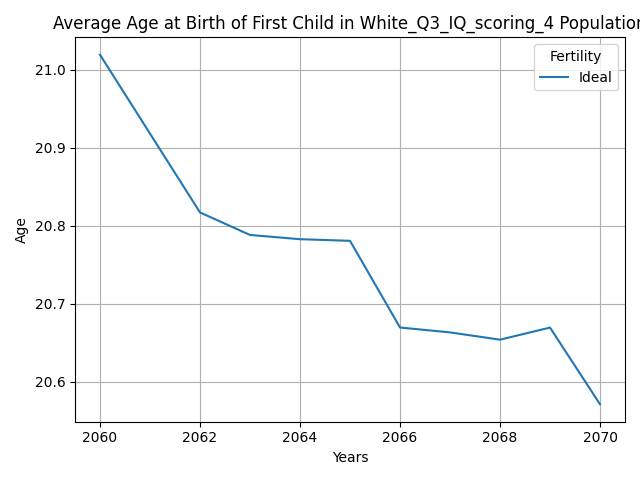 Average Age at Birth of First Child in White_Q3_IQ_scoring_4 Population
Fertility
Ideal
21.0
20.9
20.8
20.7
20.6
Age
2060 2062 2064 2066 2068 2070
Years